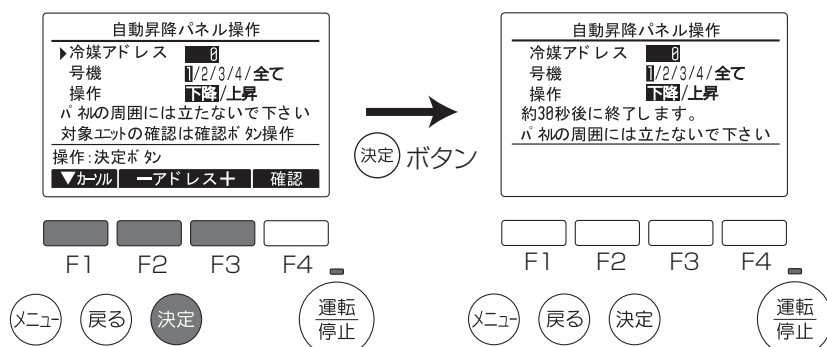 自動昇降パネル操作
▶冷媒アドレス 0
号機 1/2/3/4/全て
操作 下降/上昇
パネルの周囲には立たないで下さい
対象ユニットの確認は確認ボタン操作
操作:決定ボタン
▼カーソル ーアドレス+ 確認
F1 F2 F3 F4
メニュー 戻る 決定 運転
停止
決定 ボタン
自動昇降パネル操作
冷媒アドレス 0
号機 1/2/3/4/全て
操作 下降/上昇
約30秒後に終了します。
パネルの周囲には立たないで下さい
F1 F2 F3 F4
メニュー 戻る 決定 運転
停止